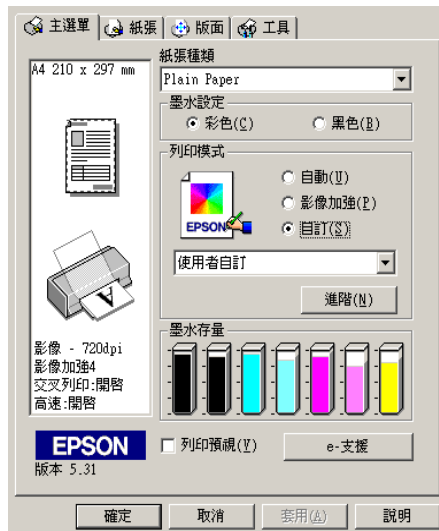 主選單 紙張 版面 工具
A4 210 x 297 mm
紙張種類
Plain Paper
墨水設定
彩色(C) 黑色(B)
列印模式
自動(U)
影像加強(P)
EPSON
自訂(S)
使用者自訂
進階(N)
墨水存量
影像 - 720dpi
影像加強4
交叉列印:開啓
高速:開啓
EPSON
列印預視(V) e-支援
版本 5.31
確定 取消 套用(A) 說明